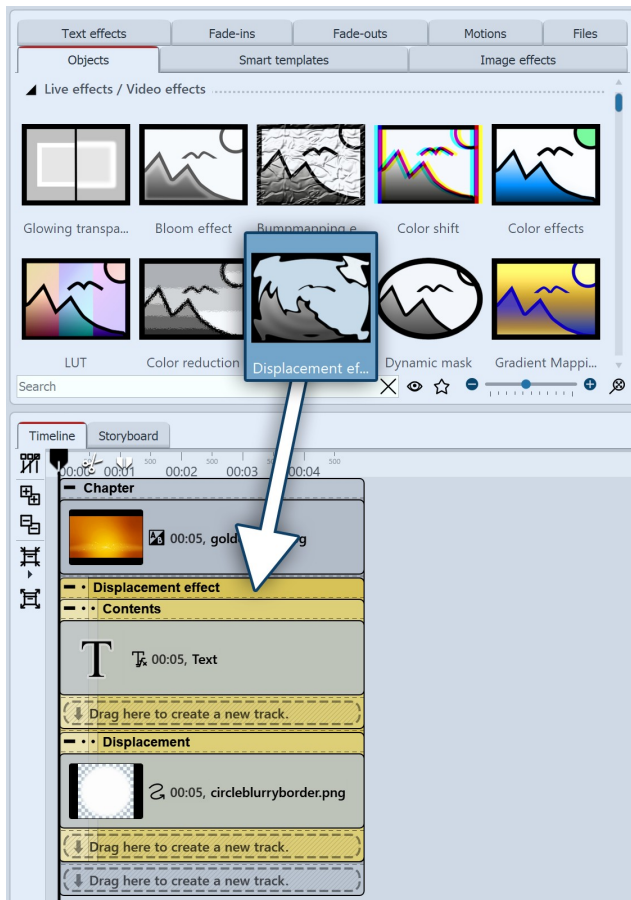 Text effects Fade-ins Fade-outs Motions Files
Objects Smart templates Image effects
Live effects / Video effects
Glowing transpa... Bloom effect Bumpmapping e Color shift Color effects
LUT Color reduction Displacement ef... Dynamic mask Gradient Mappi...
Search
Timeline Storyboard
500 500 500 500
00:00 00:01 00:02 00:03 00:04
Chapter
00:05, gold
Displacement effect
Contents
T 00:05, Text
Drag here to create a new track.
Displacement
00:05, circleblurryborder.png
Drag here to create a new track.
Drag here to create a new track.